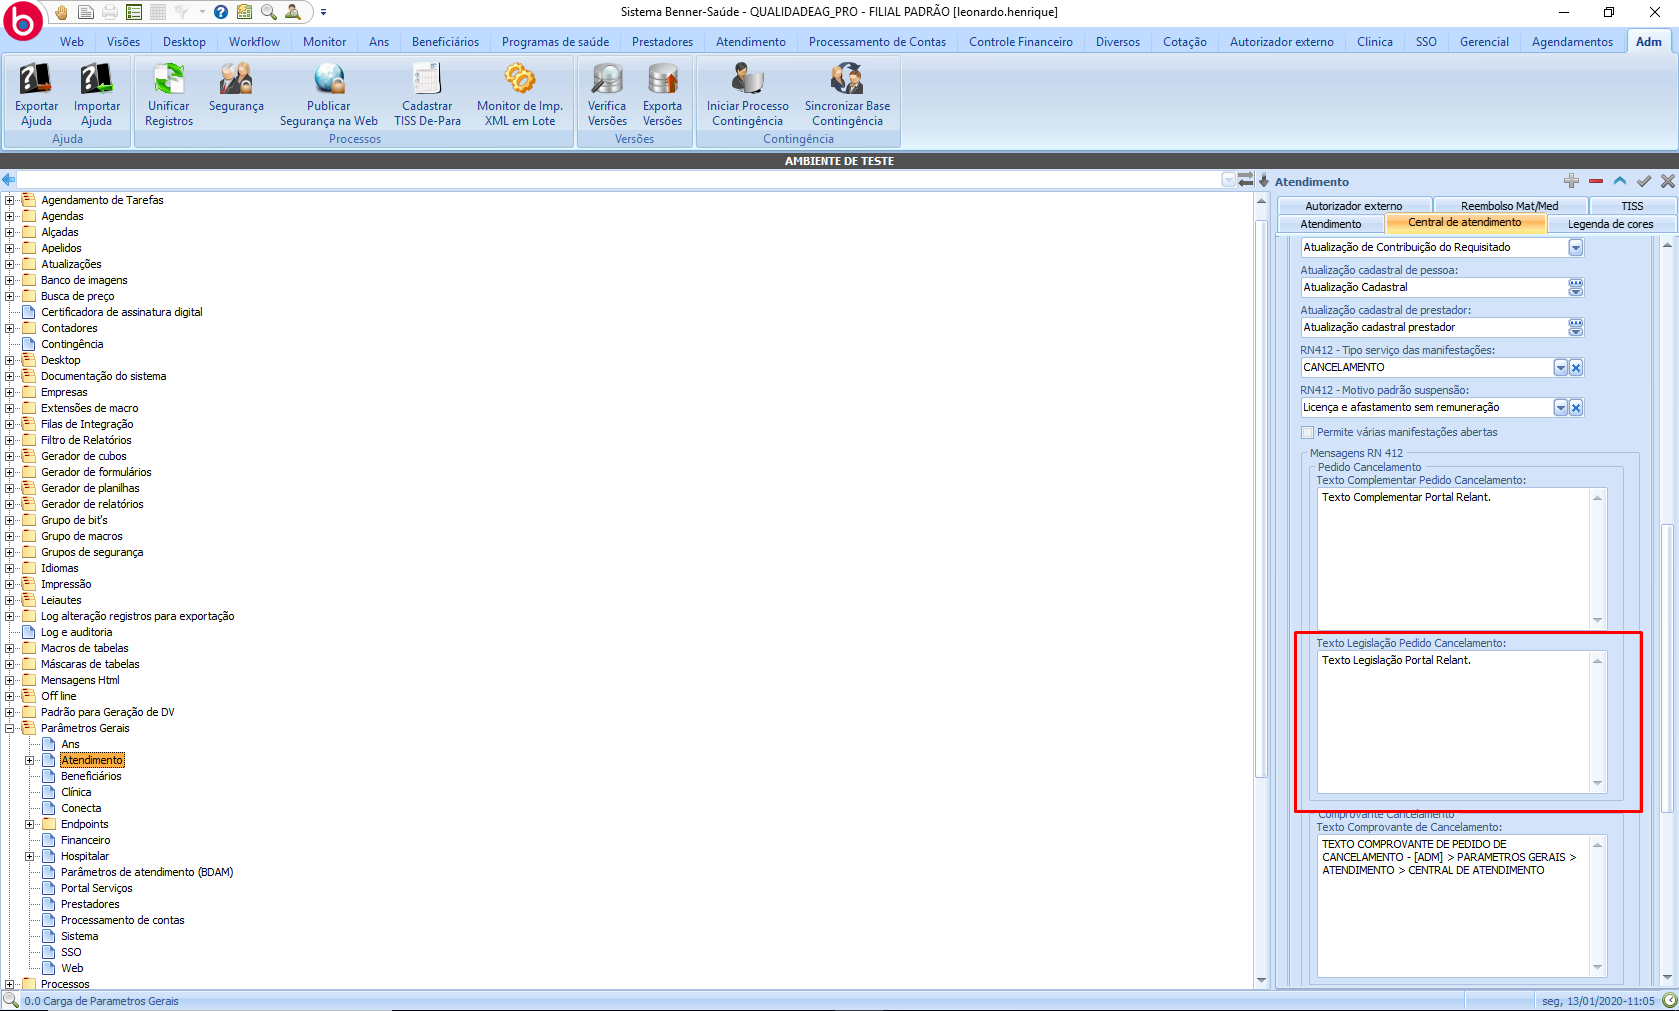 Sistema Benner-Saúde - QUALIDADEAG_PRO - FILIAL PADRÃO [leonardo.henrique]
Web Visões Desktop Workflow Monitor Ans Beneficiários Programas de saúde Prestadores Atendimento Processamento de Contas Controle Financeiro Diversos Cotação Autorizador externo Clinica SSO Gerencial Agendamentos Adm
Exportar Ajuda
Importar Ajuda
Ajuda
Unificar Registros
Segurança
Publicar Segurança na Web
Cadastrar TISS De-Para
Monitor de Imp. XML em Lote
Processos
Verifica Versões
Exporta Versões
Versões
Iniciar Processo Contingência
Sincronizar Base Contingência
Contingência
AMBIENTE DE TESTE
Agendamento de Tarefas
Agendas
Alçadas
Apelidos
Atualizações
Banco de imagens
Busca de preço
Certificadora de assinatura digital
Contadores
Contingência
Desktop
Documentação do sistema
Empresas
Extensões de macro
Filas de Integração
Filtro de Relatórios
Gerador de cubos
Gerador de formulários
Gerador de planilhas
Gerador de relatórios
Grupo de bit's
Grupo de macros
Grupos de segurança
Idiomas
Impressão
Leiautes
Log alteração registros para exportação
Log e auditoria
Macros de tabelas
Máscaras de tabelas
Mensagens Html
Off line
Padrão para Geração de DV
Parâmetros Gerais
Ans
Atendimento
Beneficiários
Clínica
Conecta
Endpoints
Financeiro
Hospitalar
Parâmetros de atendimento (BDAM)
Portal Serviços
Prestadores
Processamento de contas
Sistema
SSO
Web
Processos
Atendimento
Autorizador externo Reembolso Mat/Med TISS
Atendimento Central de atendimento Legenda de cores
Atualização de Contribuição do Requisitado
Atualização cadastral de pessoa:
Atualização Cadastral
Atualização cadastral de prestador:
Atualização cadastral prestador
RN412 - Tipo serviço das manifestações:
CANCELAMENTO
RN412 - Motivo padrão suspensão:
Licença e afastamento sem remuneração
Permite várias manifestações abertas
Mensagens RN 412
Pedido Cancelamento
Texto Complementar Pedido Cancelamento:
Texto Complementar Portal Relant.
Texto Legislação Pedido Cancelamento:
Texto Legislação Portal Relant.
Comprovante Cancelamento
Texto Comprovante de Cancelamento:
TEXTO COMPROVANTE DE PEDIDO DE
CANCELAMENTO - [ADM] > PARAMETROS GERAIS >
ATENDIMENTO > CENTRAL DE ATENDIMENTO
0.0 Carga de Parametros Gerais
seg, 13/01/2020-11:05